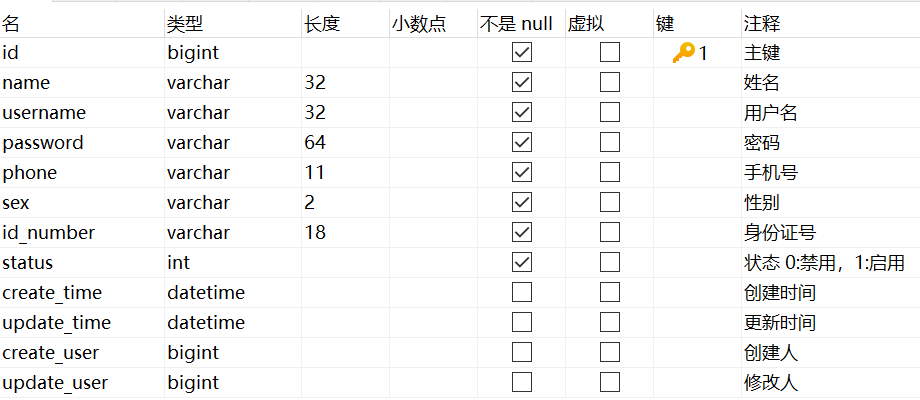 名 类型 长度 小数点 不是 null 虚拟 键 注释
id bigint 1 主键
name varchar 32 姓名
username varchar 32 用户名
password varchar 64 密码
phone varchar 11 手机号
sex varchar 2 性别
id_number varchar 18 身份证号
status int 状态 0:禁用，1:启用
create_time datetime 创建时间
update_time datetime 更新时间
create_user bigint 创建人
update_user bigint 修改人